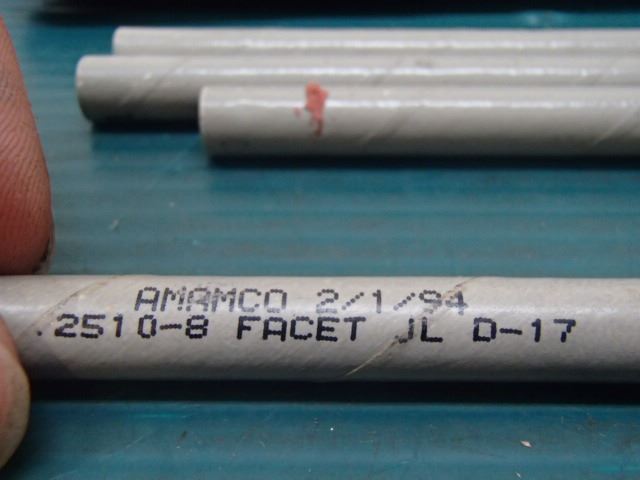 AMAMCO 2/1/94
.2510-8 FACET JL D-17